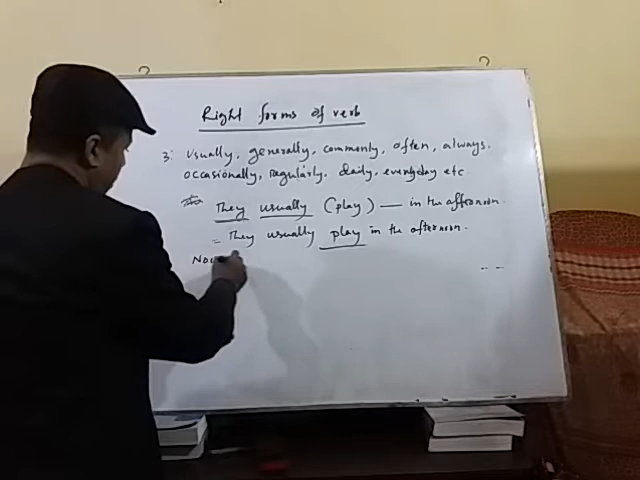 Right forms of verb
3: Usually, generally, commonly, often, always.
occasionally, regularly. daily, everyday etc
They usually (play) — in the afternoon.
= They usually play in the afternoon.